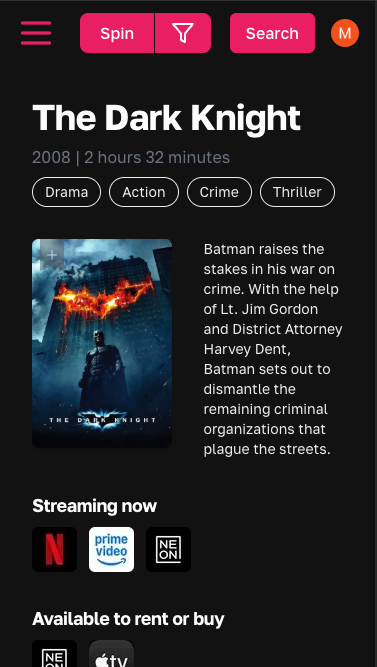 Spin
Search
M
The Dark Knight
2008 | 2 hours 32 minutes
Drama
Action
Crime
Thriller
+
THE DARK KNIGHT
Batman raises the
stakes in his war on
crime. With the help
of Lt. Jim Gordon
and District Attorney
Harvey Dent,
Batman sets out to
dismantle the
remaining criminal
organizations that
plague the streets.
Streaming now
N
prime
video
NE
ON
Available to rent or buy
NE
tv